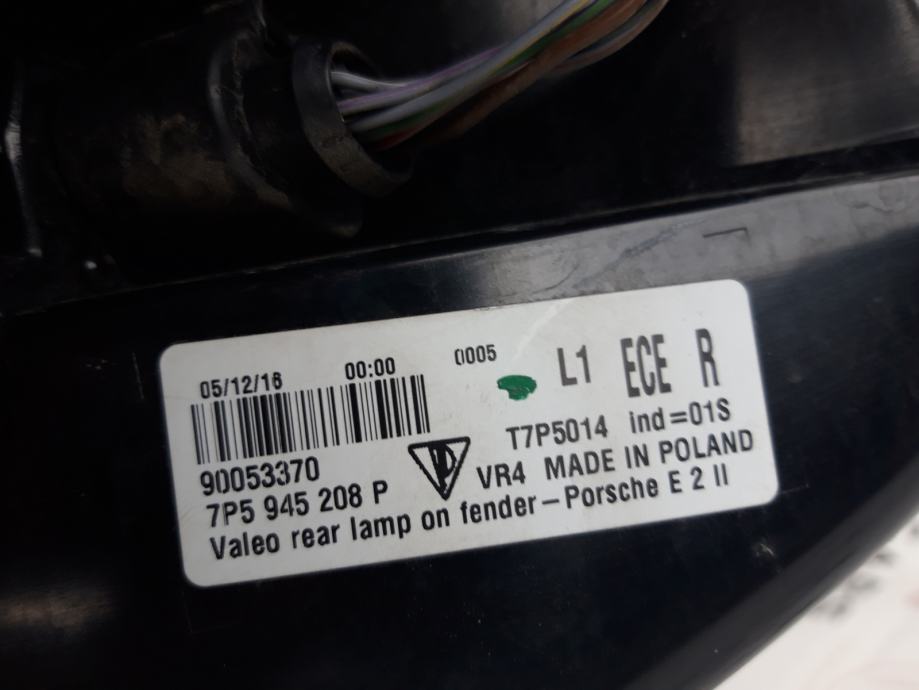 05/12/16 00:00 0005 L1 ECE R
90053370 T7P5014 ind=01S
7P5 945 208 P VR4 MADE IN POLAND
Valeo rear lamp on fender-Porsche E 2 II